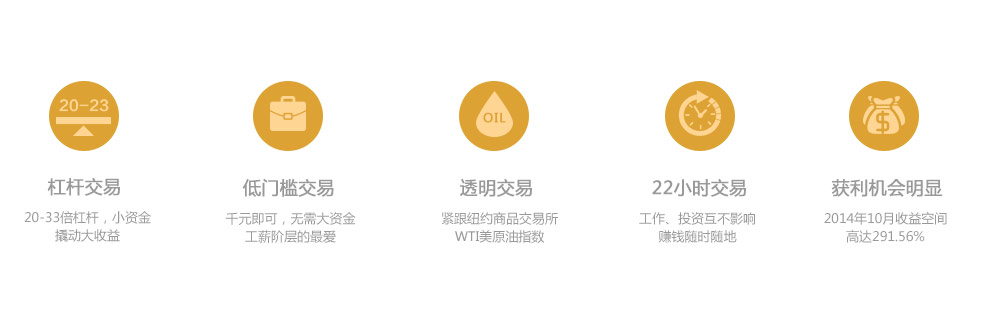 20-23
OIL
$
杠杆交易
低门槛交易
透明交易
22小时交易
获利机会明显
20-33倍杠杆，小资金
撬动大收益
千元即可，无需大资金
工薪阶层的最爱
紧跟纽约商品交易所
WTI美原油指数
工作、投资互不影响
赚钱随时随地
2014年10月收益空间
高达291.56%